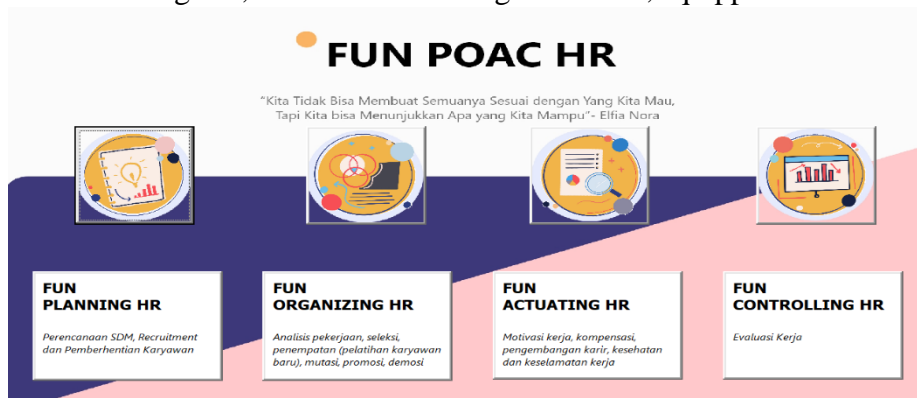 FUN POAC HR
“Kita Tidak Bisa Membuat Semuanya Sesuai dengan Yang Kita Mau,
Tapi Kita bisa Menunjukkan Apa yang Kita Mampu”- Elfia Nora
FUN
PLANNING HR
Perencanaan SDM, Recruitment
dan Pemberhentian Karyawan
FUN
ORGANIZING HR
Analisis pekerjaan, seleksi,
penempatan (pelatihan karyawan
baru), mutasi, promosi, demosi
FUN
ACTUATING HR
Motivasi kerja, kompensasi,
pengembangan karir, kesehatan
dan keselamatan kerja
FUN
CONTROLLING HR
Evaluasi Kerja